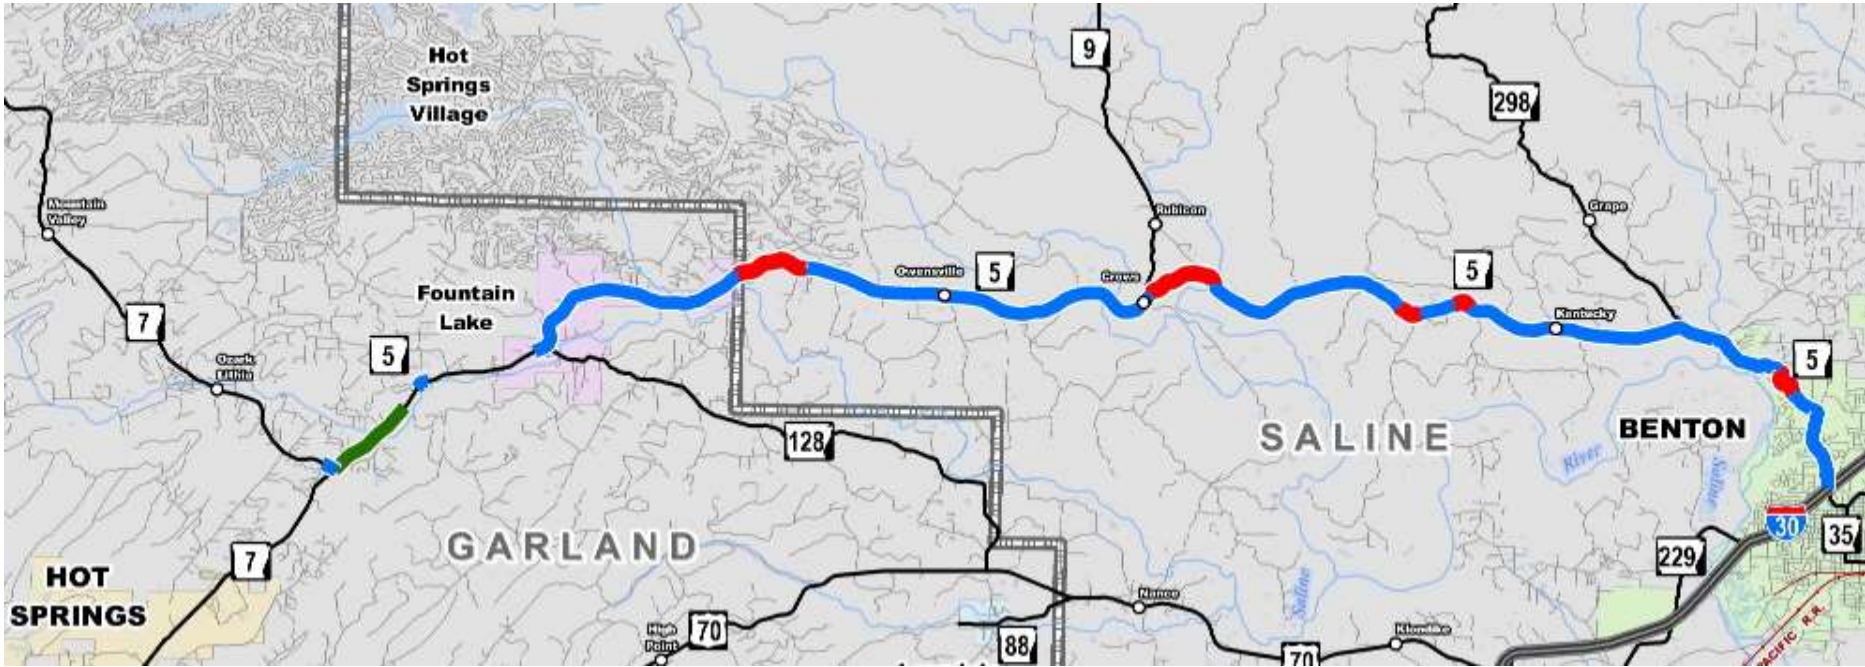 Hot
Springs
Village
9
298
Mountain
Valley
Rubicon
Grape
Owensville
5
Crows
5
Fountain
Lake
7
5
Kentucky
Ozark
Lithia
5
128
SALINE
BENTON
River
Saline
GARLAND
30
35
7
229
HOT
SPRINGS
Saline
Nance
High
Point
70
88
Klondike
70
PACIFIC R.R.